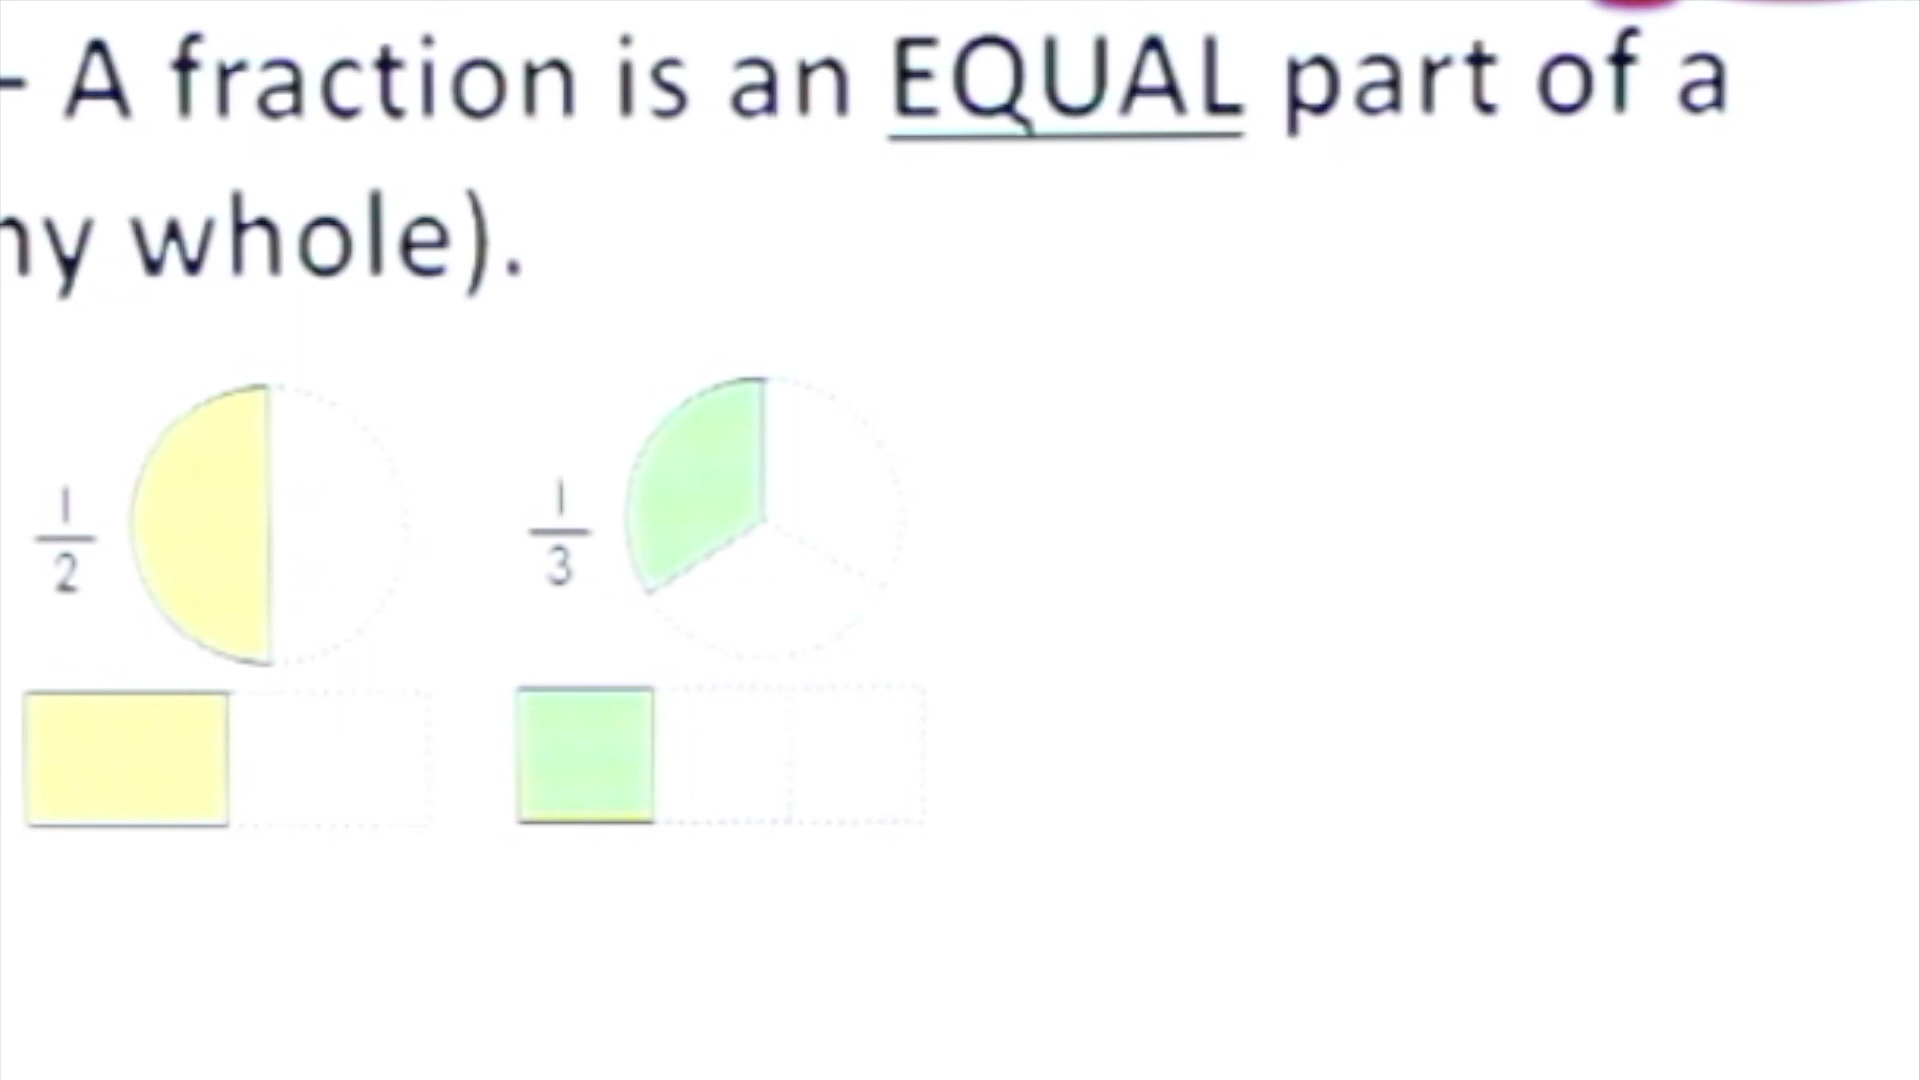 - A fraction is an EQUAL part of a
ny whole).
1/2
1/3